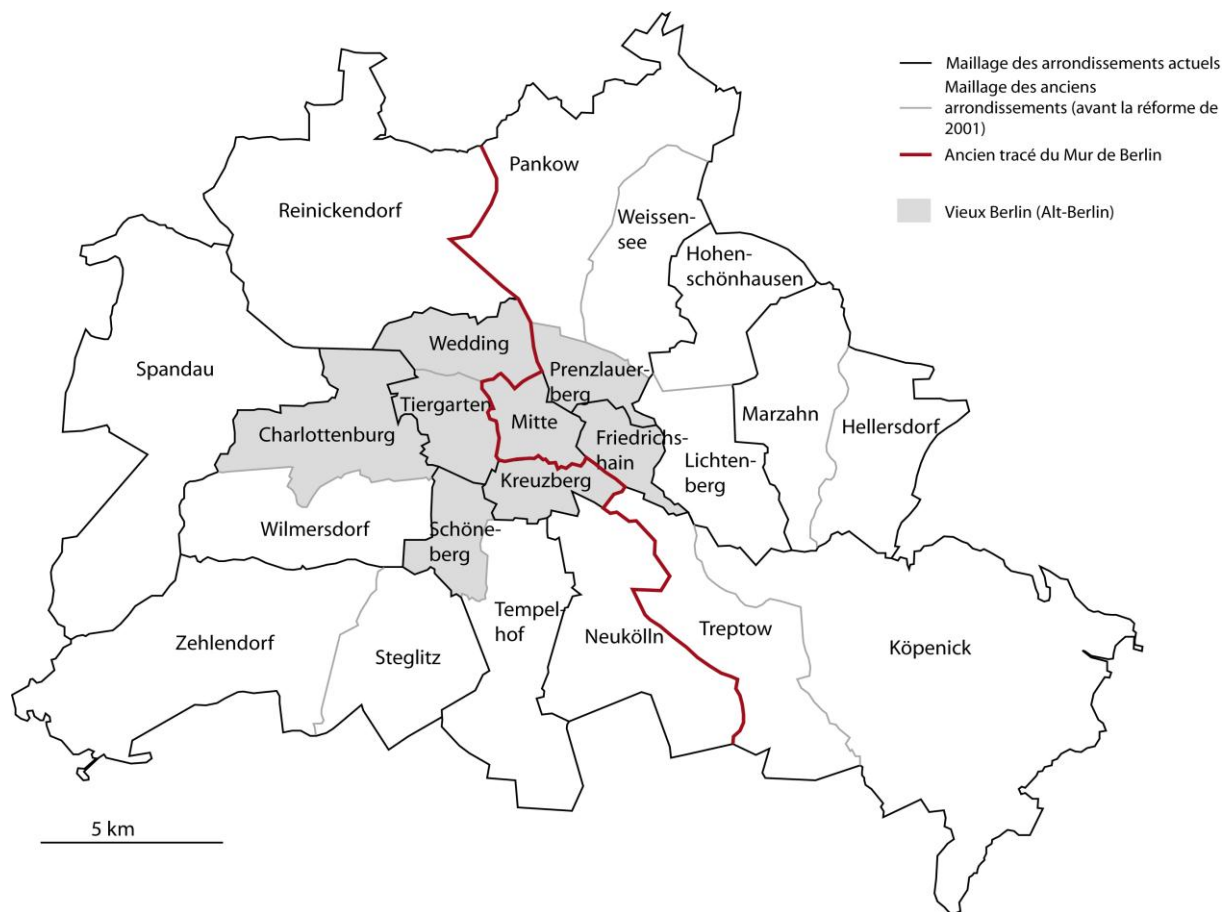 Maillage des arrondissements actuels
Maillage des anciens
arrondissements (avant la réforme de
2001)
Ancien tracé du Mur de Berlin
Vieux Berlin (Alt-Berlin)
Pankow
Reinickendorf
Weissen-
see
Hohen-
schönhausen
Wedding
Spandau
Prenzlauer-
berg
Tiergarten
Mitte
Marzahn
Hellersdorf
Charlottenburg
Friedrichs-
hain
Lichten-
berg
Kreuzberg
Wilmersdorf
Schöne-
berg
Tempel-
hof
Neukölln
Treptow
Zehlendorf
Steglitz
Köpenick
5 km